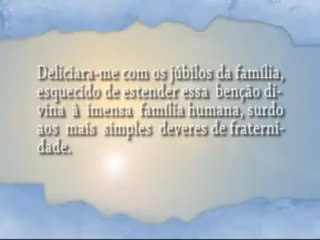 Deliciara-me com os júbilos da família,
esquecido de estender essa benção di-
vina à imensa família humana, surdo
aos mais simples deveres de fraterni-
dade.